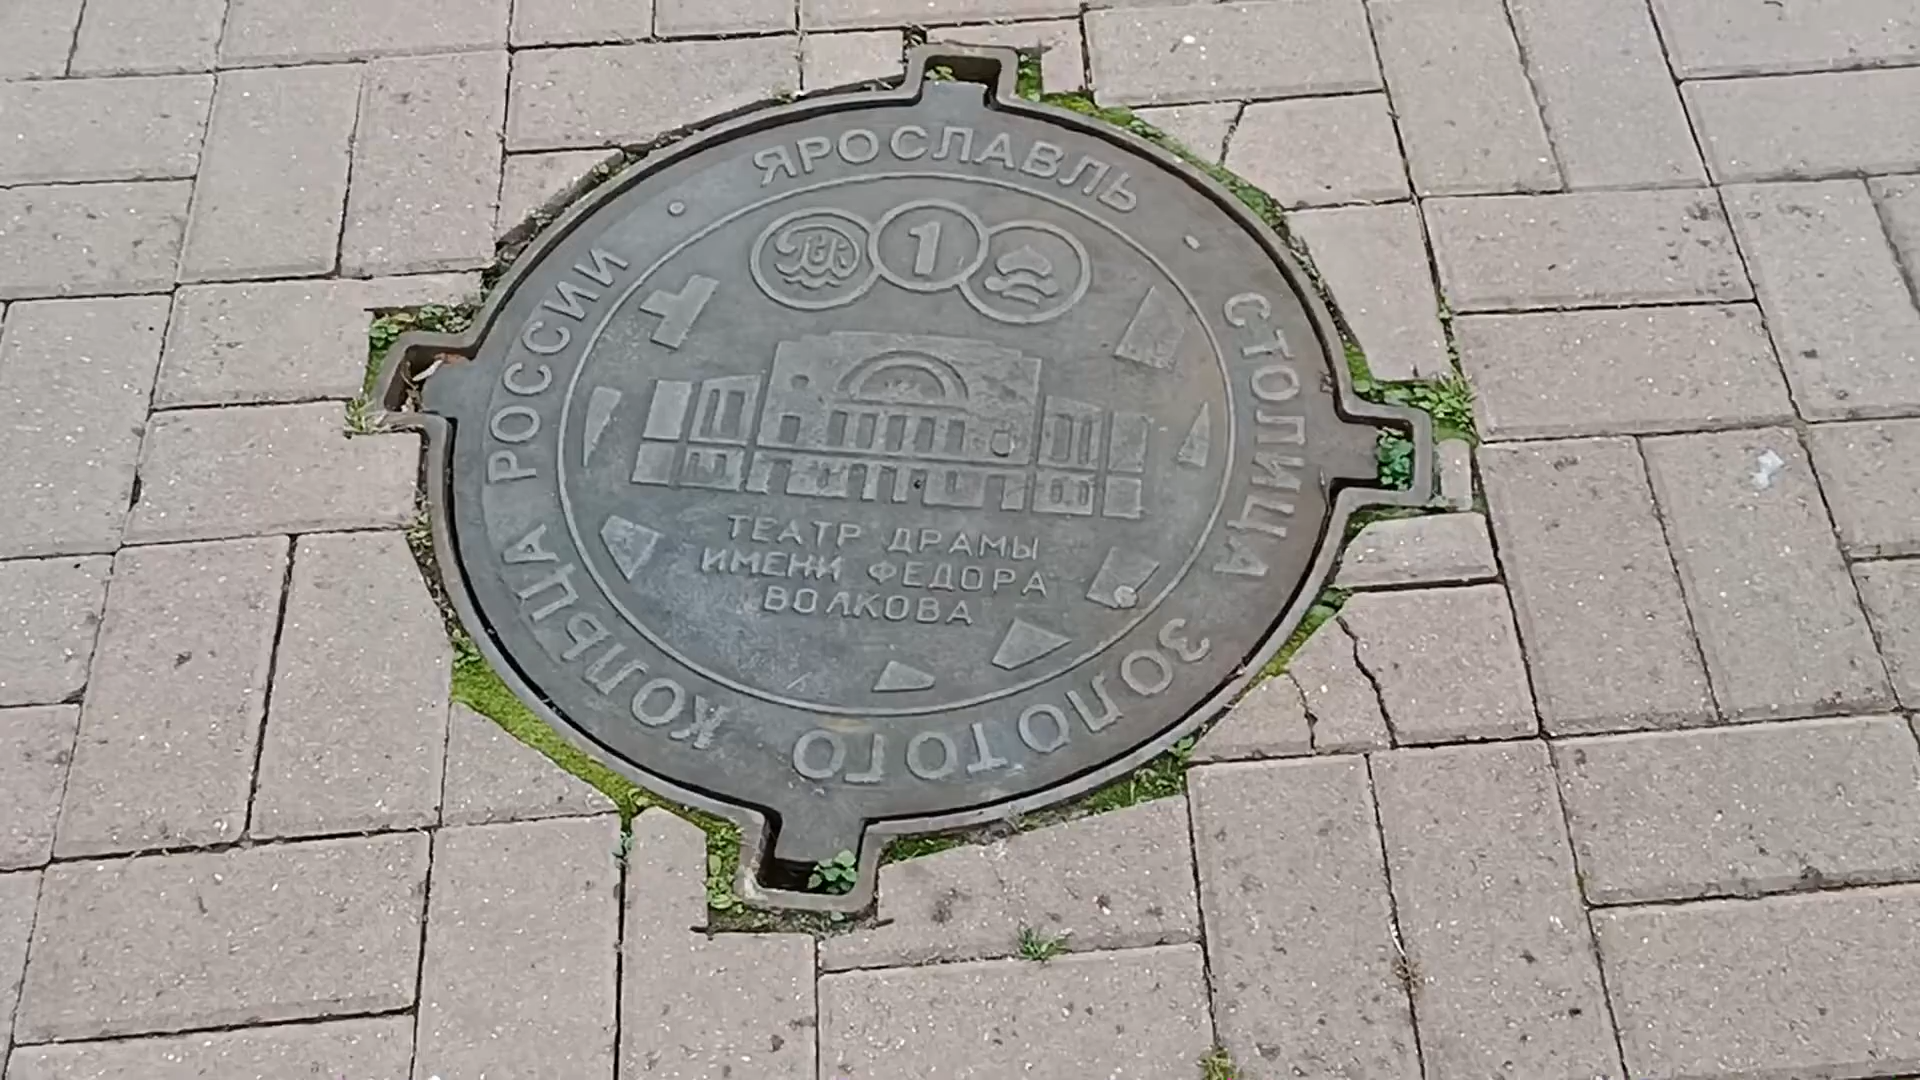 ЯРОСЛАВЛЬ · СТОЛИЦА ЗОЛОТОГО КОЛЬЦА РОССИИ ·
1
ТЕАТР ДРАМЫ
ИМЕНИ ФЕДОРА
ВОЛКОВА